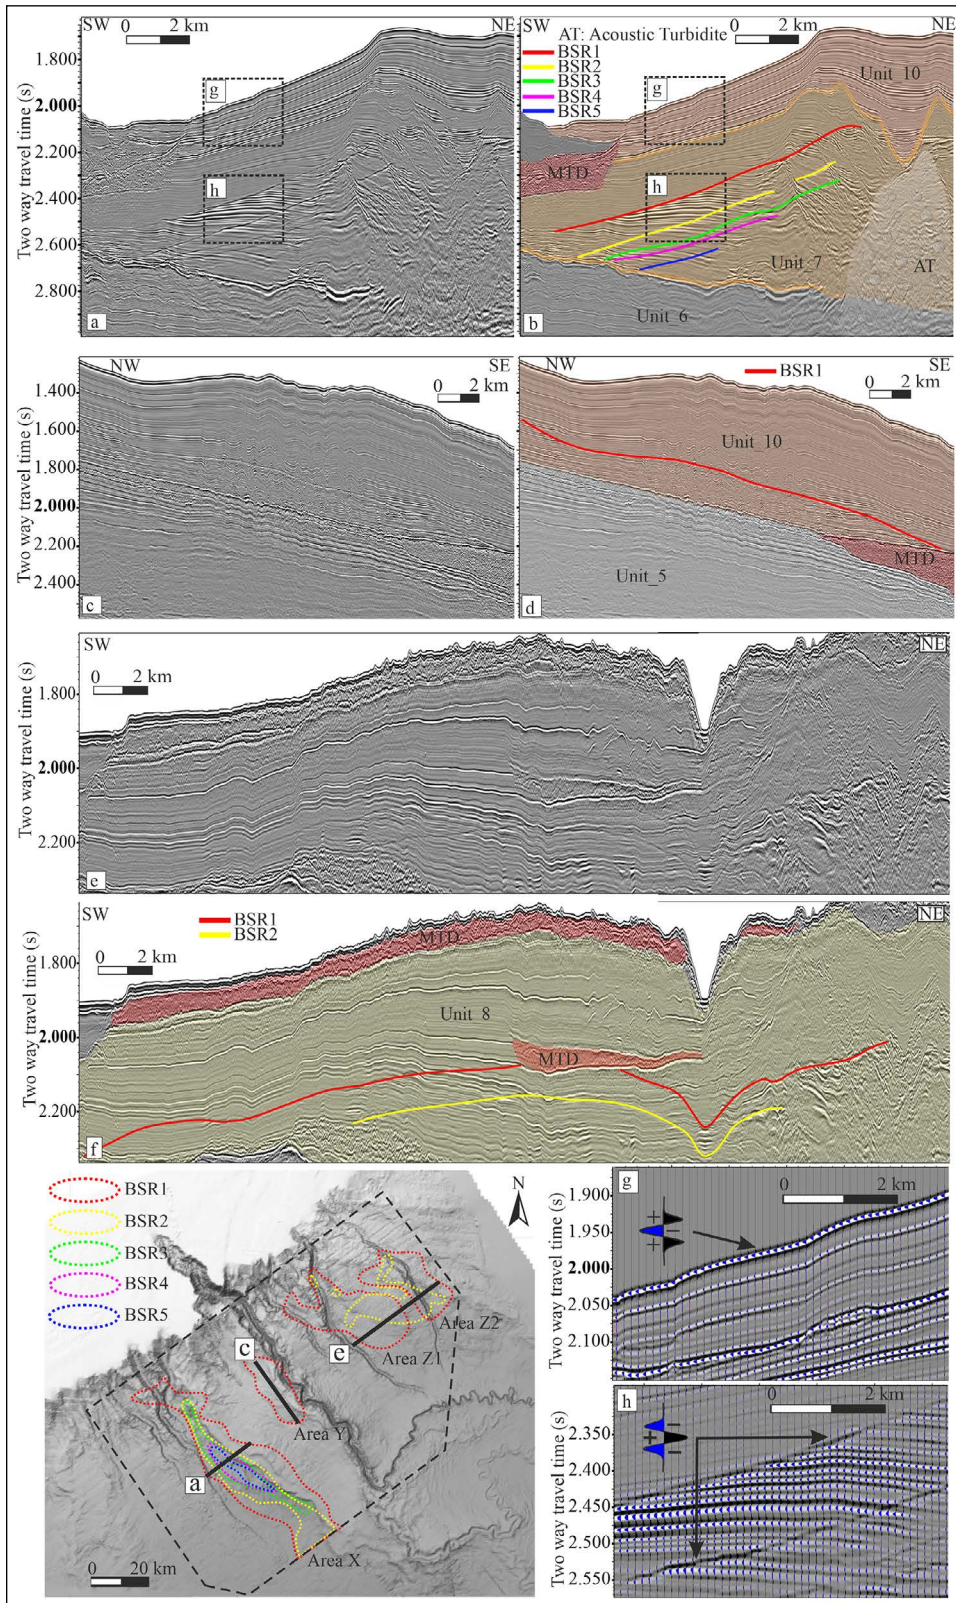 SW
NE
0 2 km
g
h
1.800
2.000
2.200
2.400
2.600
2.800
Two way travel time (s)
a
SW
AT: Acoustic Turbidite
0 2 km
NE
BSR1
BSR2
BSR3
BSR4
BSR5
g
h
Unit_10
MTD
Unit_7
AT
Unit_6
b
NW
SE
0 2 km
1.400
1.600
1.800
2.000
2.200
2.400
Two way travel time (s)
c
NW
BSR1
SE
0 2 km
Unit_10
MTD
Unit_5
d
SW
NE
0 2 km
1.800
2.000
2.200
Two way travel time (s)
e
SW
NE
BSR1
BSR2
0 2 km
MTD
Unit_8
MTD
1.800
2.000
2.200
Two way travel time (s)
f
BSR1
BSR2
BSR3
BSR4
BSR5
N
Area Z2
e
Area Z1
c
Area Y
a
Area X
0 20 km
g
0 2 km
1.900
1.950
2.000
2.050
2.100
Two way travel time (s)
+
−
+
h
0 2 km
2.350
2.400
2.450
2.500
2.550
Two way travel time (s)
−
+
−